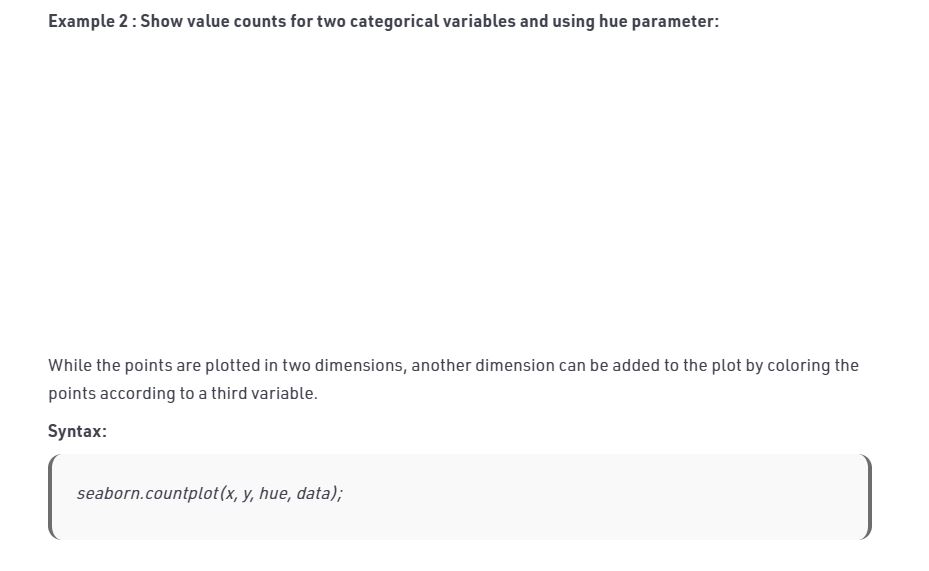 Example 2 : Show value counts for two categorical variables and using hue parameter:
While the points are plotted in two dimensions, another dimension can be added to the plot by coloring the
points according to a third variable.
Syntax:
seaborn.countplot(x, y, hue, data);